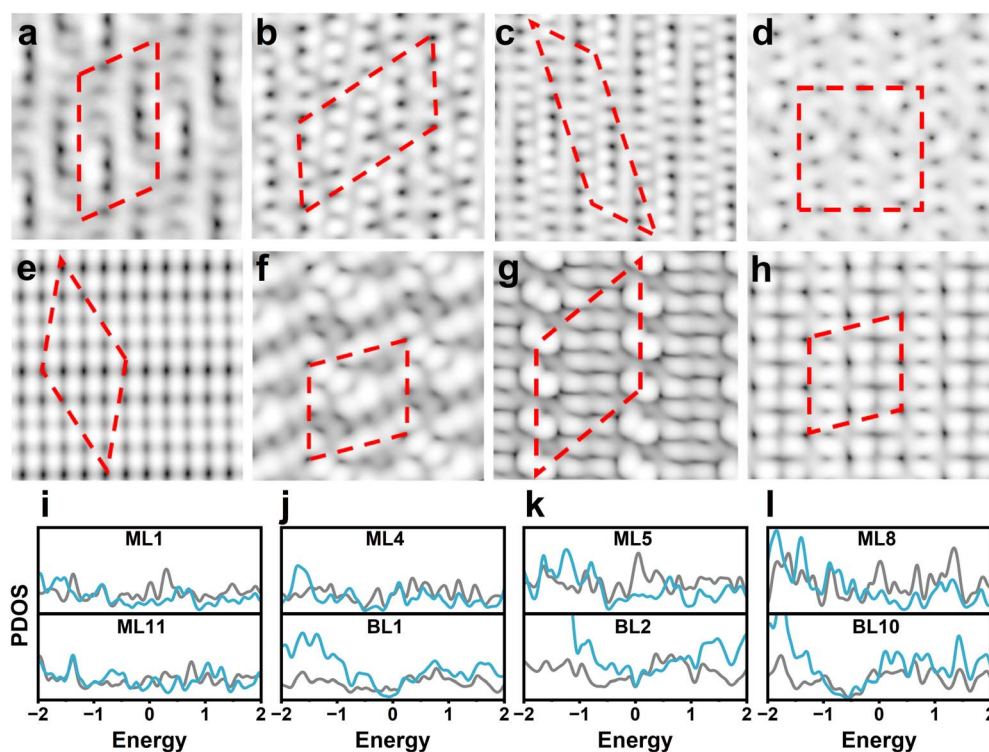 a b c d
e f g h
i j k l
ML1 ML4 ML5 ML8
PDOS
ML11 BL1 BL2 BL10
−2 −1 0 1 2 −2 −1 0 1 2 −2 −1 0 1 2 −2 −1 0 1 2
Energy Energy Energy Energy